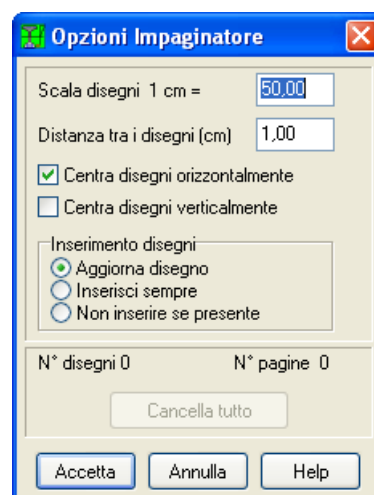 Opzioni Impaginatore
Scala disegni 1 cm = 50,00
Distanza tra i disegni (cm) 1,00
Centra disegni orizzontalmente
Centra disegni verticalmente
Inserimento disegni
Aggiorna disegno
Inserisci sempre
Non inserire se presente
N° disegni 0 N° pagine 0
Cancella tutto
Accetta Annulla Help